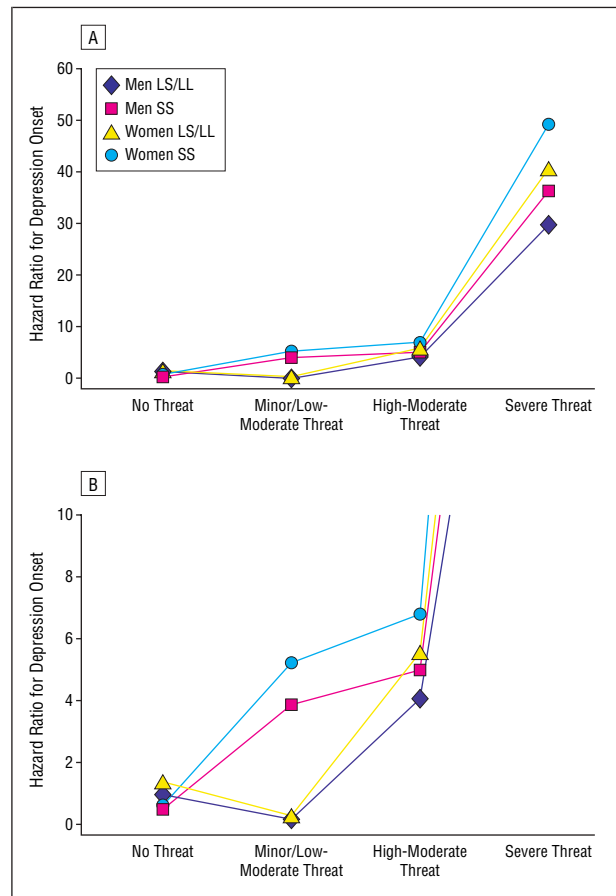 A
60
50
40
30
20
10
0
Hazard Ratio for Depression Onset
Men LS/LL
Men SS
Women LS/LL
Women SS
No Threat
Minor/Low-
Moderate Threat
High-Moderate
Threat
Severe Threat
B
10
8
6
4
2
0
Hazard Ratio for Depression Onset
No Threat
Minor/Low-
Moderate Threat
High-Moderate
Threat
Severe Threat